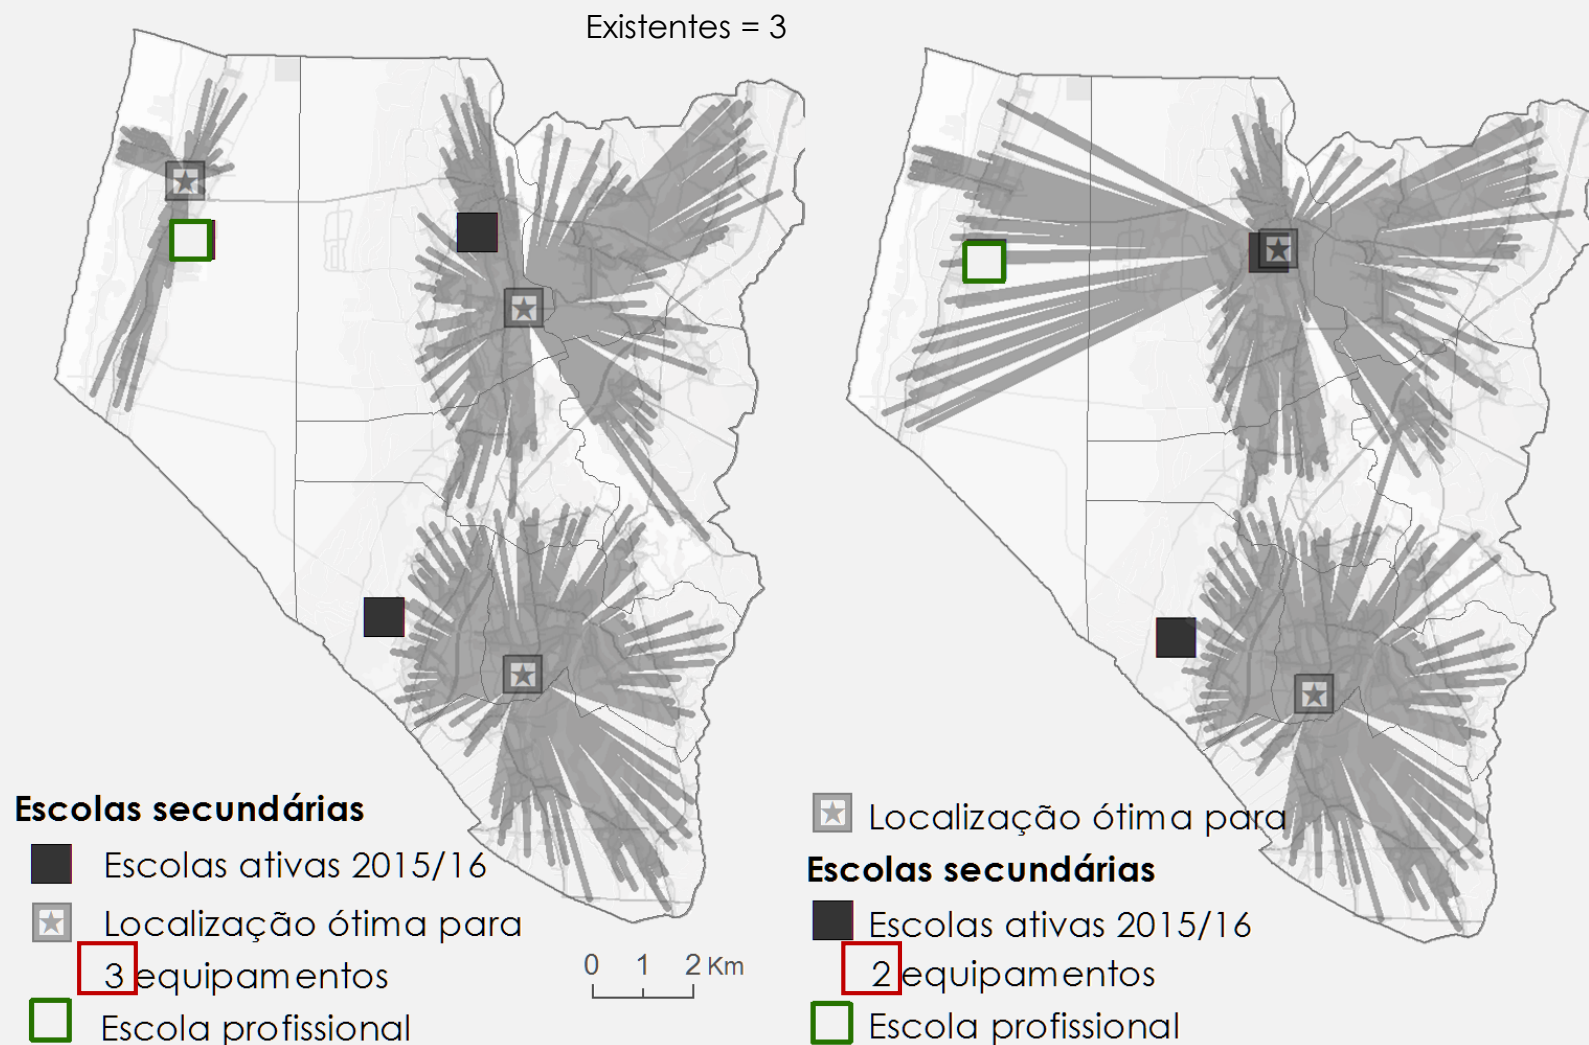 Existentes = 3
Escolas secundárias
Escolas ativas 2015/16
Localização ótima para
3 equipamentos
Escola profissional
0 1 2 Km
Localização ótima para
Escolas secundárias
Escolas ativas 2015/16
2 equipamentos
Escola profissional